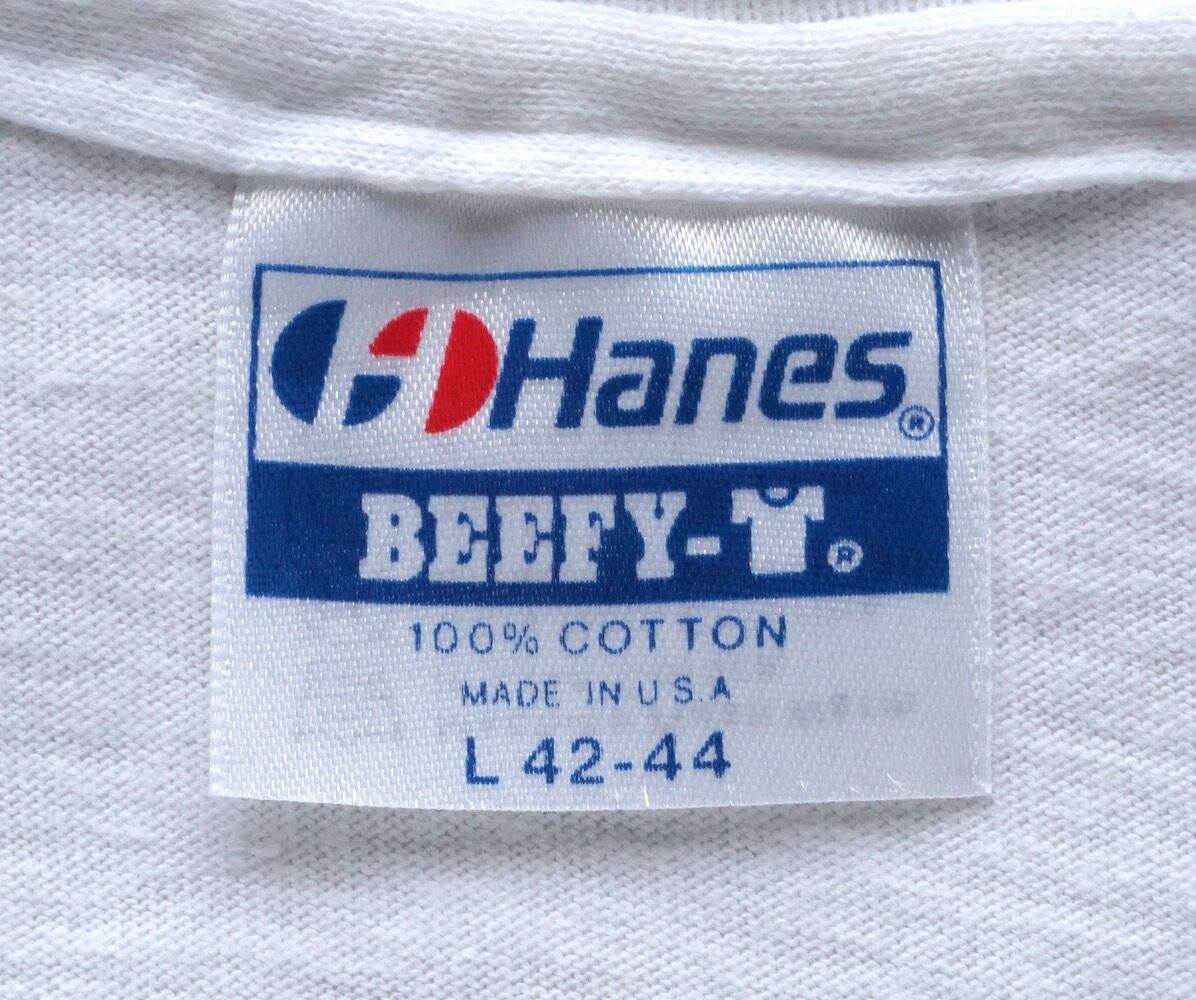 Hanes®
BEEFY-T®
100% COTTON
MADE IN U.S.A
L 42-44